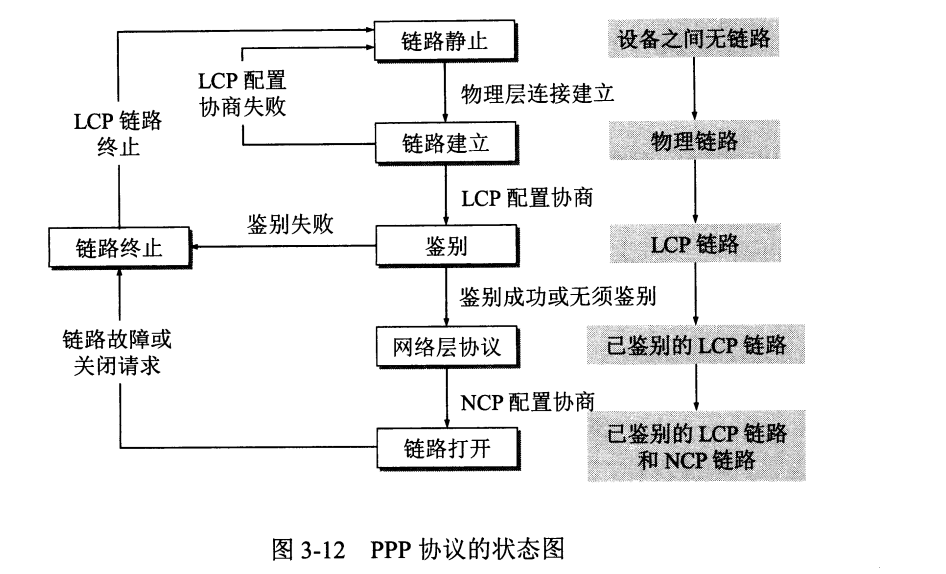 链路静止
设备之间无链路
LCP 配置
协商失败
物理层连接建立
LCP 链路
终止
链路建立
物理链路
LCP 配置协商
鉴别失败
链路终止
鉴别
LCP 链路
鉴别成功或无须鉴别
链路故障或
关闭请求
网络层协议
已鉴别的 LCP 链路
NCP 配置协商
链路打开
已鉴别的 LCP 链路
和 NCP 链路
图 3-12 PPP 协议的状态图